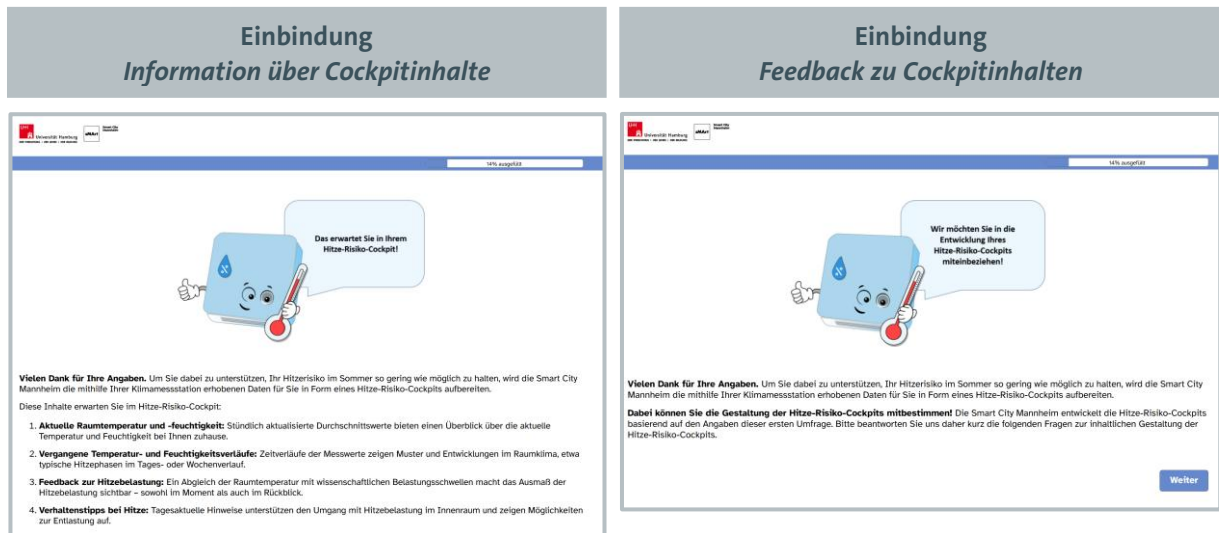 Einbindung
Information über Cockpitinhalte
Universität Hamburg
14% ausgefüllt
Das erwartet Sie in Ihrem
Hitze-Risiko-Cockpit!
Vielen Dank für Ihre Angaben. Um Sie dabei zu unterstützen, Ihr Hitzerisiko im Sommer so gering wie möglich zu halten, wird die Smart City
Mannheim die mithilfe Ihrer Klimamessstation erhobenen Daten für Sie in Form eines Hitze-Risiko-Cockpits aufbereiten.
Diese Inhalte erwarten Sie im Hitze-Risiko-Cockpit:
1. Aktuelle Raumtemperatur und -feuchtigkeit: Stündlich aktualisierte Durchschnittswerte bieten einen Überblick über die aktuelle
Temperatur und Feuchtigkeit bei Ihnen zuhause.
2. Vergangene Temperatur- und Feuchtigkeitsverläufe: Zeitverläufe der Messwerte zeigen Muster und Entwicklungen im Raumklima, etwa
typische Hitzephasen im Tages- oder Wochenverlauf.
3. Feedback zur Hitzebelastung: Ein Abgleich der Raumtemperatur mit wissenschaftlichen Belastungsschwellen macht das Ausmaß der
Hitzebelastung sichtbar – sowohl im Moment als auch im Rückblick.
4. Verhaltenstipps bei Hitze: Tagesaktuelle Hinweise unterstützen den Umgang mit Hitzebelastung im Innenraum und zeigen Möglichkeiten
zur Entlastung auf.
Einbindung
Feedback zu Cockpitinhalten
Universität Hamburg
14% ausgefüllt
Wir möchten Sie in die
Entwicklung Ihres
Hitze-Risiko-Cockpits
miteinbeziehen!
Vielen Dank für Ihre Angaben. Um Sie dabei zu unterstützen, Ihr Hitzerisiko im Sommer so gering wie möglich zu halten, wird die Smart City
Mannheim die mithilfe Ihrer Klimamessstation erhobenen Daten für Sie in Form eines Hitze-Risiko-Cockpits aufbereiten.
Dabei können Sie die Gestaltung der Hitze-Risiko-Cockpits mitbestimmen! Die Smart City Mannheim entwickelt die Hitze-Risiko-Cockpits
basierend auf den Angaben dieser ersten Umfrage. Bitte beantworten Sie uns daher kurz die folgenden Fragen zur inhaltlichen Gestaltung der
Hitze-Risiko-Cockpits.
Weiter